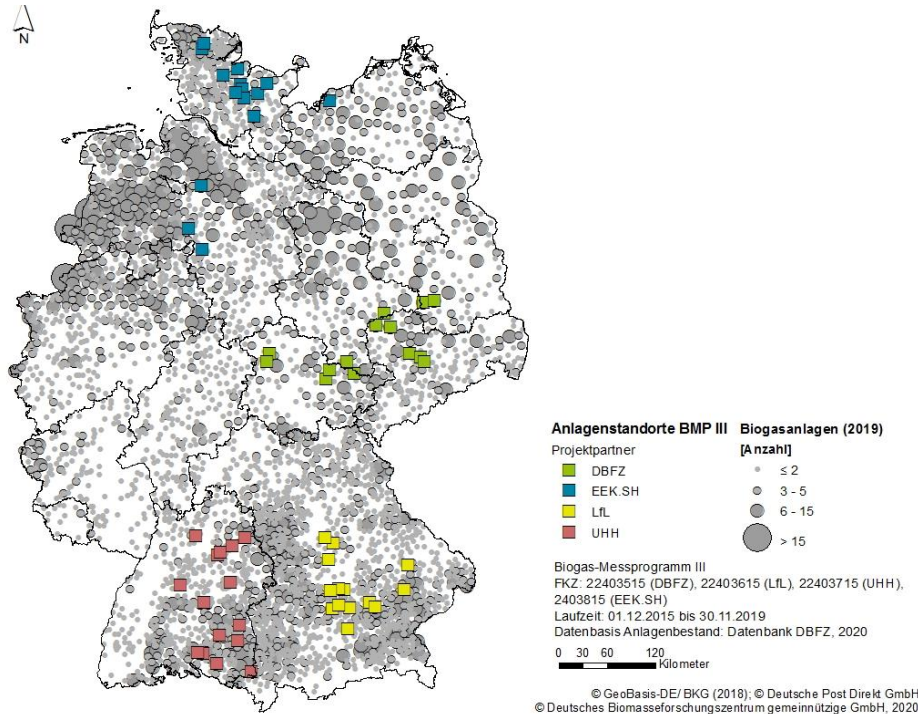 N
Anlagenstandorte BMP III
Projektpartner
DBFZ
EEK.SH
LfL
UHH
Biogasanlagen (2019)
[Anzahl]
≤ 2
3 - 5
6 - 15
> 15
Biogas-Messprogramm III
FKZ: 22403515 (DBFZ), 22403615 (LfL), 22403715 (UHH),
2403815 (EEK.SH)
Laufzeit: 01.12.2015 bis 30.11.2019
Datenbasis Anlagenbestand: Datenbank DBFZ, 2020
0 30 60 120
Kilometer
© GeoBasis-DE/ BKG (2018); © Deutsche Post Direkt GmbH
© Deutsches Biomasseforschungszentrum gemeinnützige GmbH, 2020